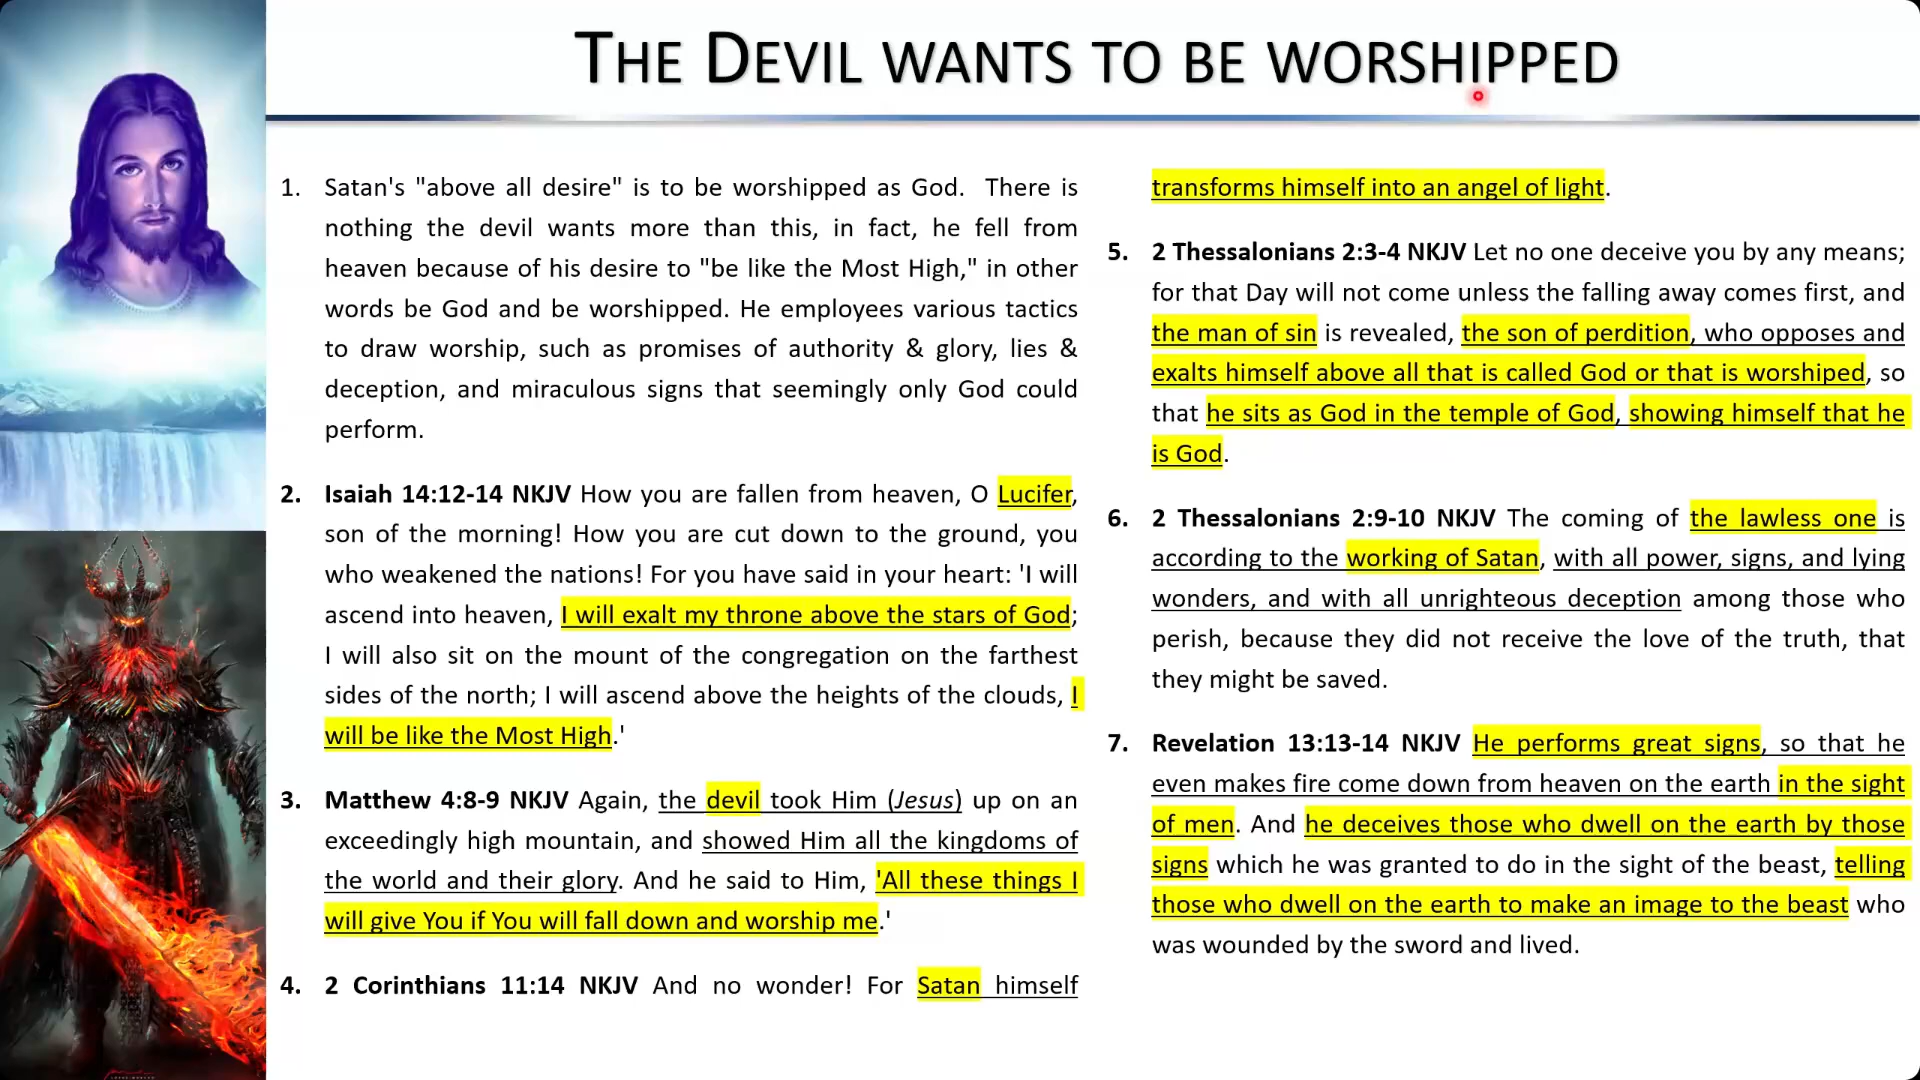 THE DEVIL WANTS TO BE WORSHIPPED
1. Satan's "above all desire" is to be worshipped as God. There is
nothing the devil wants more than this, in fact, he fell from
heaven because of his desire to "be like the Most High," in other
words be God and be worshipped. He employees various tactics
to draw worship, such as promises of authority & glory, lies &
deception, and miraculous signs that seemingly only God could
perform.
2. Isaiah 14:12-14 NKJV How you are fallen from heaven, O Lucifer,
son of the morning! How you are cut down to the ground, you
who weakened the nations! For you have said in your heart: 'I will
ascend into heaven, I will exalt my throne above the stars of God;
I will also sit on the mount of the congregation on the farthest
sides of the north; I will ascend above the heights of the clouds, I
will be like the Most High.'
3. Matthew 4:8-9 NKJV Again, the devil took Him (Jesus) up on an
exceedingly high mountain, and showed Him all the kingdoms of
the world and their glory. And he said to Him, 'All these things I
will give You if You will fall down and worship me.'
4. 2 Corinthians 11:14 NKJV And no wonder! For Satan himself
transforms himself into an angel of light.
5. 2 Thessalonians 2:3-4 NKJV Let no one deceive you by any means;
for that Day will not come unless the falling away comes first, and
the man of sin is revealed, the son of perdition, who opposes and
exalts himself above all that is called God or that is worshiped, so
that he sits as God in the temple of God, showing himself that he
is God.
6. 2 Thessalonians 2:9-10 NKJV The coming of the lawless one is
according to the working of Satan, with all power, signs, and lying
wonders, and with all unrighteous deception among those who
perish, because they did not receive the love of the truth, that
they might be saved.
7. Revelation 13:13-14 NKJV He performs great signs, so that he
even makes fire come down from heaven on the earth in the sight
of men. And he deceives those who dwell on the earth by those
signs which he was granted to do in the sight of the beast, telling
those who dwell on the earth to make an image to the beast who
was wounded by the sword and lived.